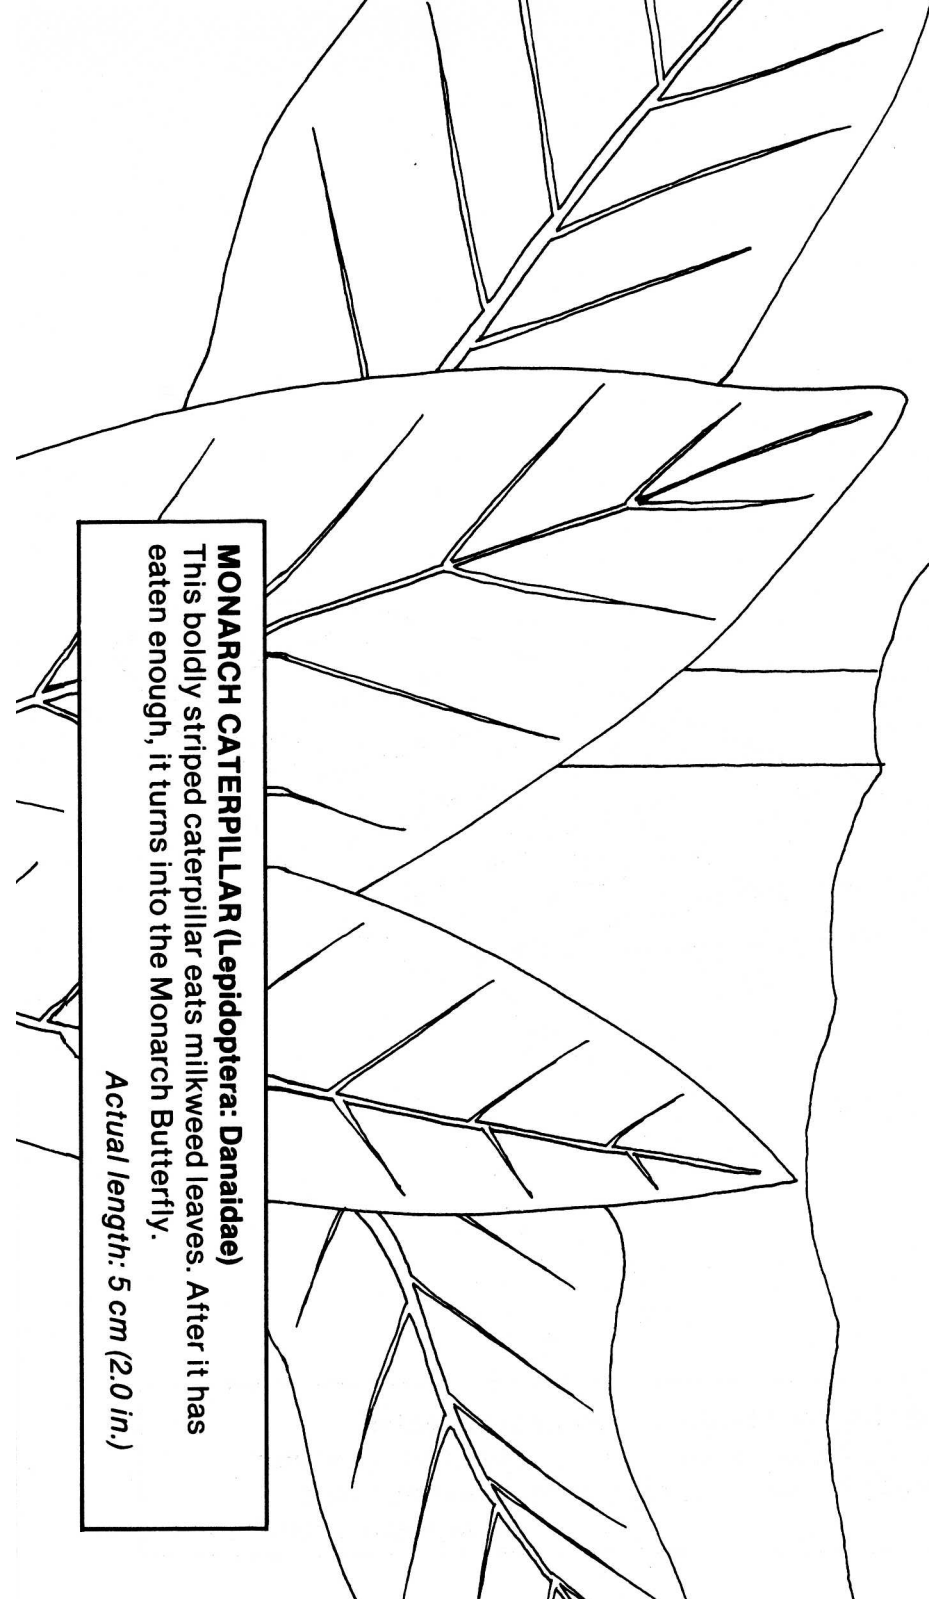 MONARCH CATERPILLAR (Lepidoptera: Danaidae)
This boldly striped caterpillar eats milkweed leaves. After it has
eaten enough, it turns into the Monarch Butterfly.
Actual length: 5 cm (2.0 in.)